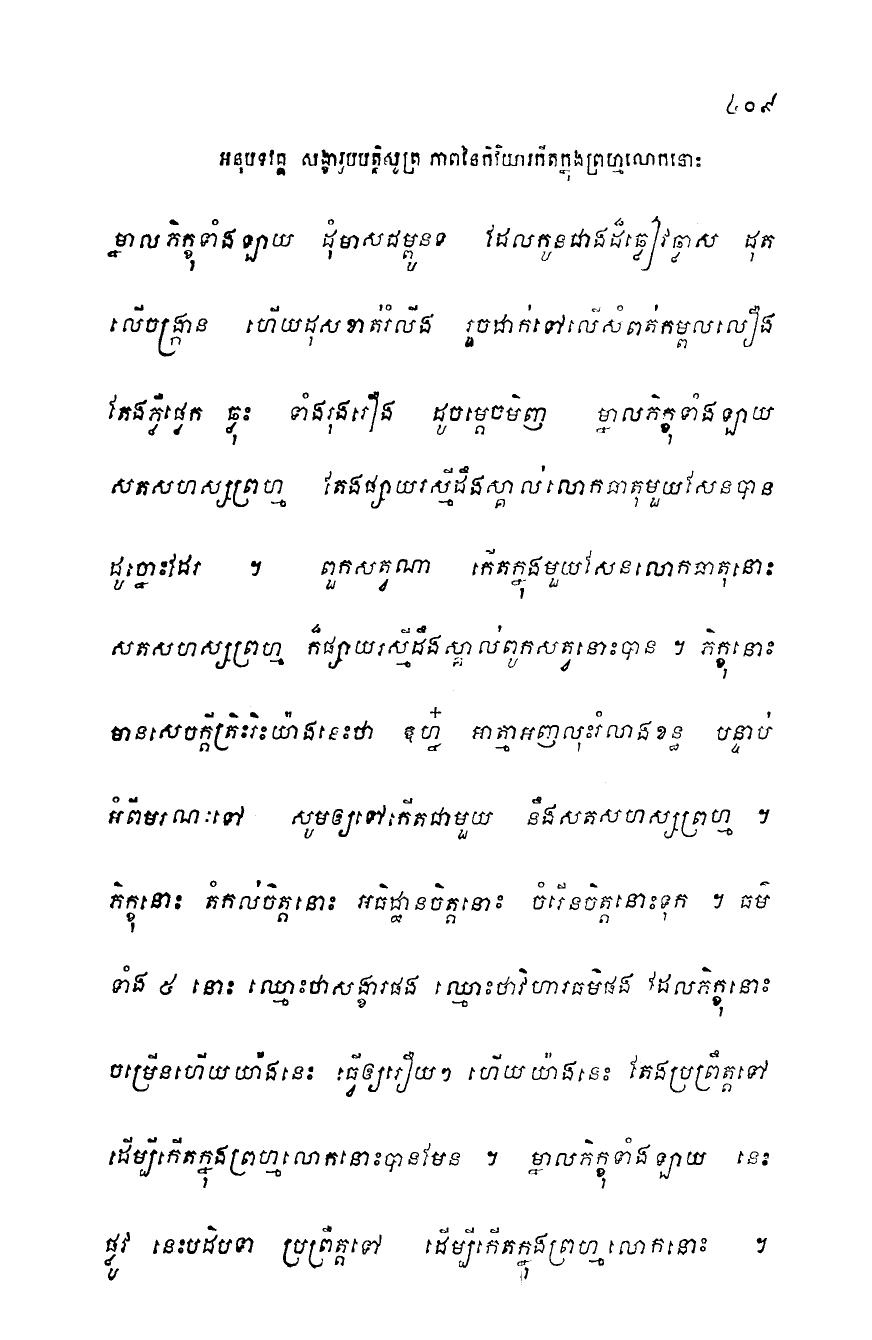 ៤០៩
អនុបទវគ្គ សង្ខារូបបត្តិសូត្រ ភាពនៃកិរិយារកើតក្នុងព្រហ្មលោកនោះ
ម្នាលភិក្ខុទាំងឡាយ ដុំមាសជម្ពូនទ ដែលកូនជាងដ៏ឆ្វៀវឆ្លាស ដុត
លើចង្ក្រាន ហើយដុសខាត់រំលីង រួចដាក់ទៅលើសំពត់កម្ពលលឿង
តែងភ្លឺផ្លេក ឆ្លុះ ទាំងរុងរឿង ដូចម្តេចមិញ ម្នាលភិក្ខុទាំងឡាយ
សតសហស្សព្រហ្ម តែងផ្សាយរស្មីដឹងស្គាល់លោកធាតុមួយសែនបាន
ដូច្នោះដែរ ។ ពួកសត្វណា កើតក្នុងមួយសែនលោកធាតុនោះ
សតសហស្សព្រហ្ម ក៏ផ្សាយរស្មីដឹងស្គាល់ពួកសត្វនោះបាន ។ ភិក្ខុនោះ
មានសេចក្តីត្រិះរិះយ៉ាងនេះថា ឱហ្ន៎ អាត្មាអញលុះរំលាងខន្ធ បន្ទាប់
អំពីមរណៈទៅ សូមឲ្យទៅកើតជាមួយ នឹងសតសហស្សព្រហ្ម ។
ភិក្ខុនោះ តំកល់ចិត្តនោះ អធិដ្ឋានចិត្តនោះ ចំរើនចិត្តនោះទុក ។ ធម៌
ទាំង ៥ នោះ ឈ្មោះថាសង្ខារផង ឈ្មោះថាវិហារធម៌ផង ដែលភិក្ខុនោះ
ចម្រើនហើយយ៉ាងនេះ ធ្វើឲ្យរឿយៗ ហើយយ៉ាងនេះ តែងប្រព្រឹត្តទៅ
ដើម្បីកើតក្នុងព្រហ្មលោកនោះបានមែន ។ ម្នាលភិក្ខុទាំងឡាយ នេះ
ផ្លូវ នេះបដិបទា ប្រព្រឹត្តទៅ ដើម្បីកើតក្នុងព្រហ្មលោកនោះ ។